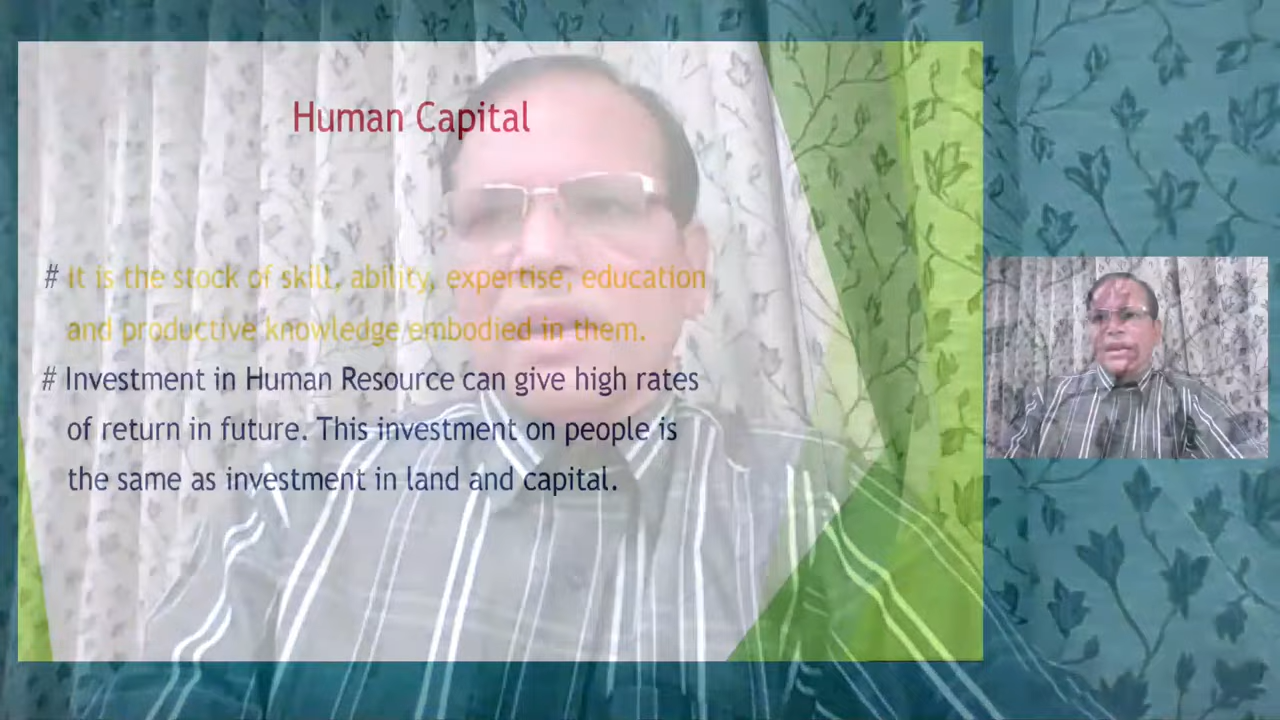 Human Capital
# It is the stock of skill, ability, expertise, education
and productive knowledge embodied in them.
# Investment in Human Resource can give high rates
of return in future. This investment on people is
the same as investment in land and capital.